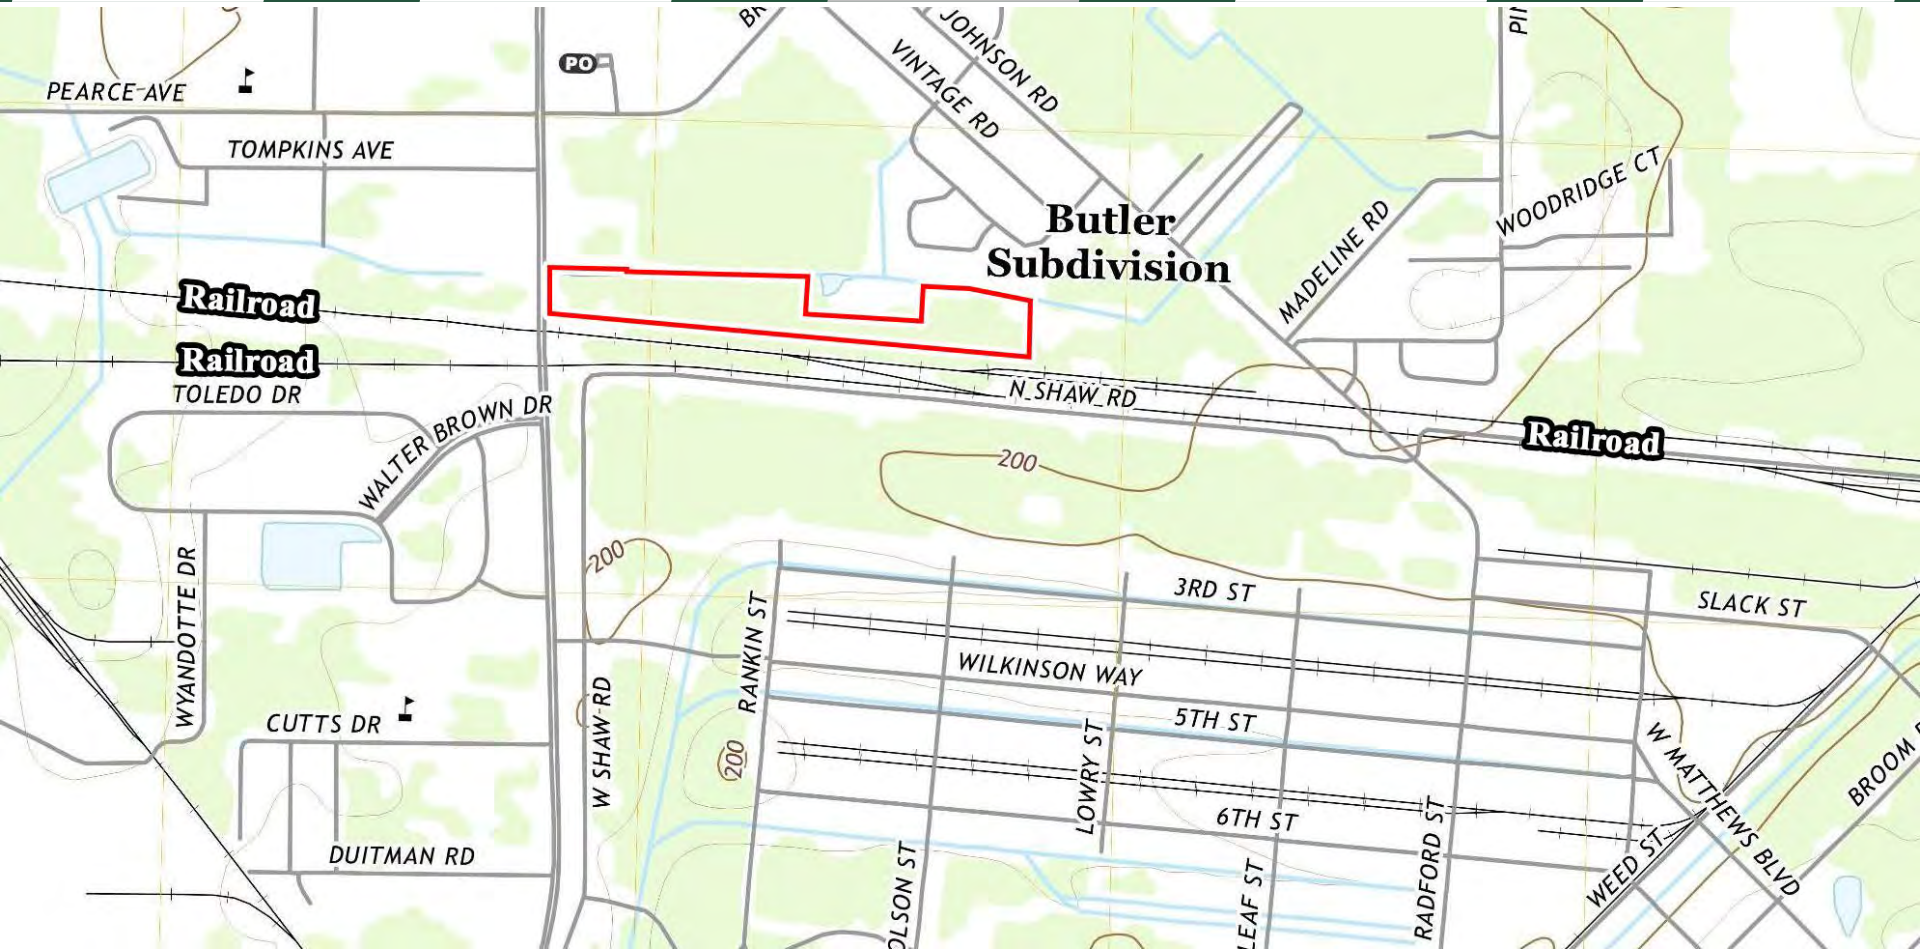 JOHNSON RD
VINTAGE RD
PO
PEARCE AVE
TOMPKINS AVE
WOODRIDGE CT
Butler
Subdivision
MADELINE RD
Railroad
Railroad
TOLEDO DR
N SHAW RD
WALTER BROWN DR
Railroad
200
200
3RD ST
SLACK ST
WYANDOTTE DR
RANKIN ST
WILKINSON WAY
CUTTS DR
W SHAW RD
5TH ST
200
LOWRY ST
W MATTHEWS BLVD
BROOM
6TH ST
DUITMAN RD
RADFORD ST
WEED ST
OLSON ST
LEAF ST
BR
PIN